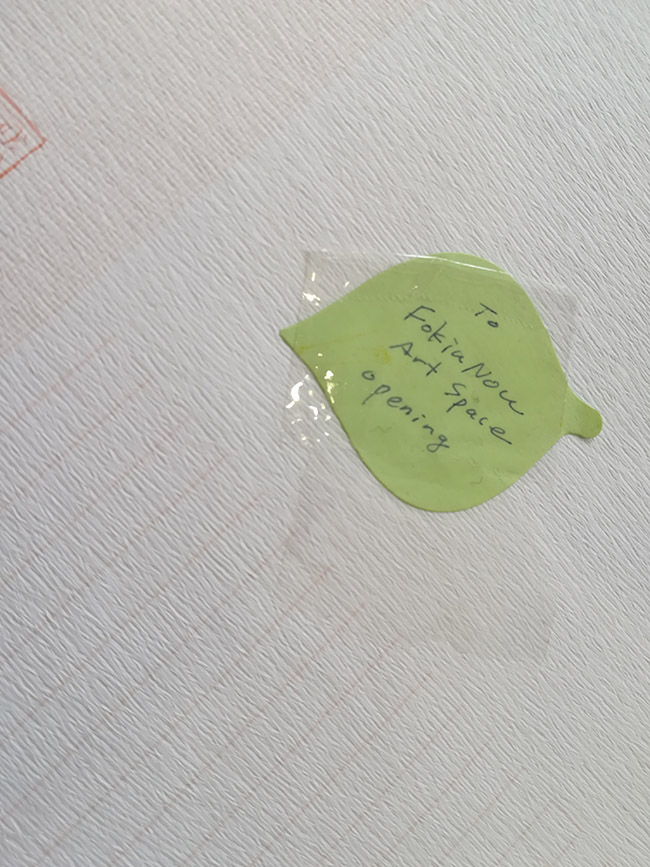 To
FokiaNou
Art Space
opening